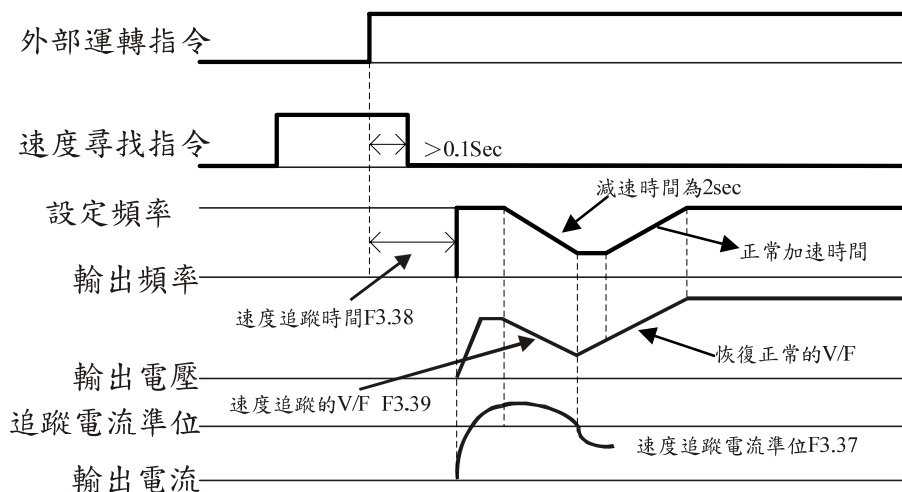 外部運轉指令
速度尋找指令
>0.1Sec
減速時間為2sec
設定頻率
正常加速時間
輸出頻率
速度追蹤時間F3.38
恢復正常的V/F
輸出電壓
速度追蹤的V/F F3.39
追蹤電流準位
速度追蹤電流準位F3.37
輸出電流